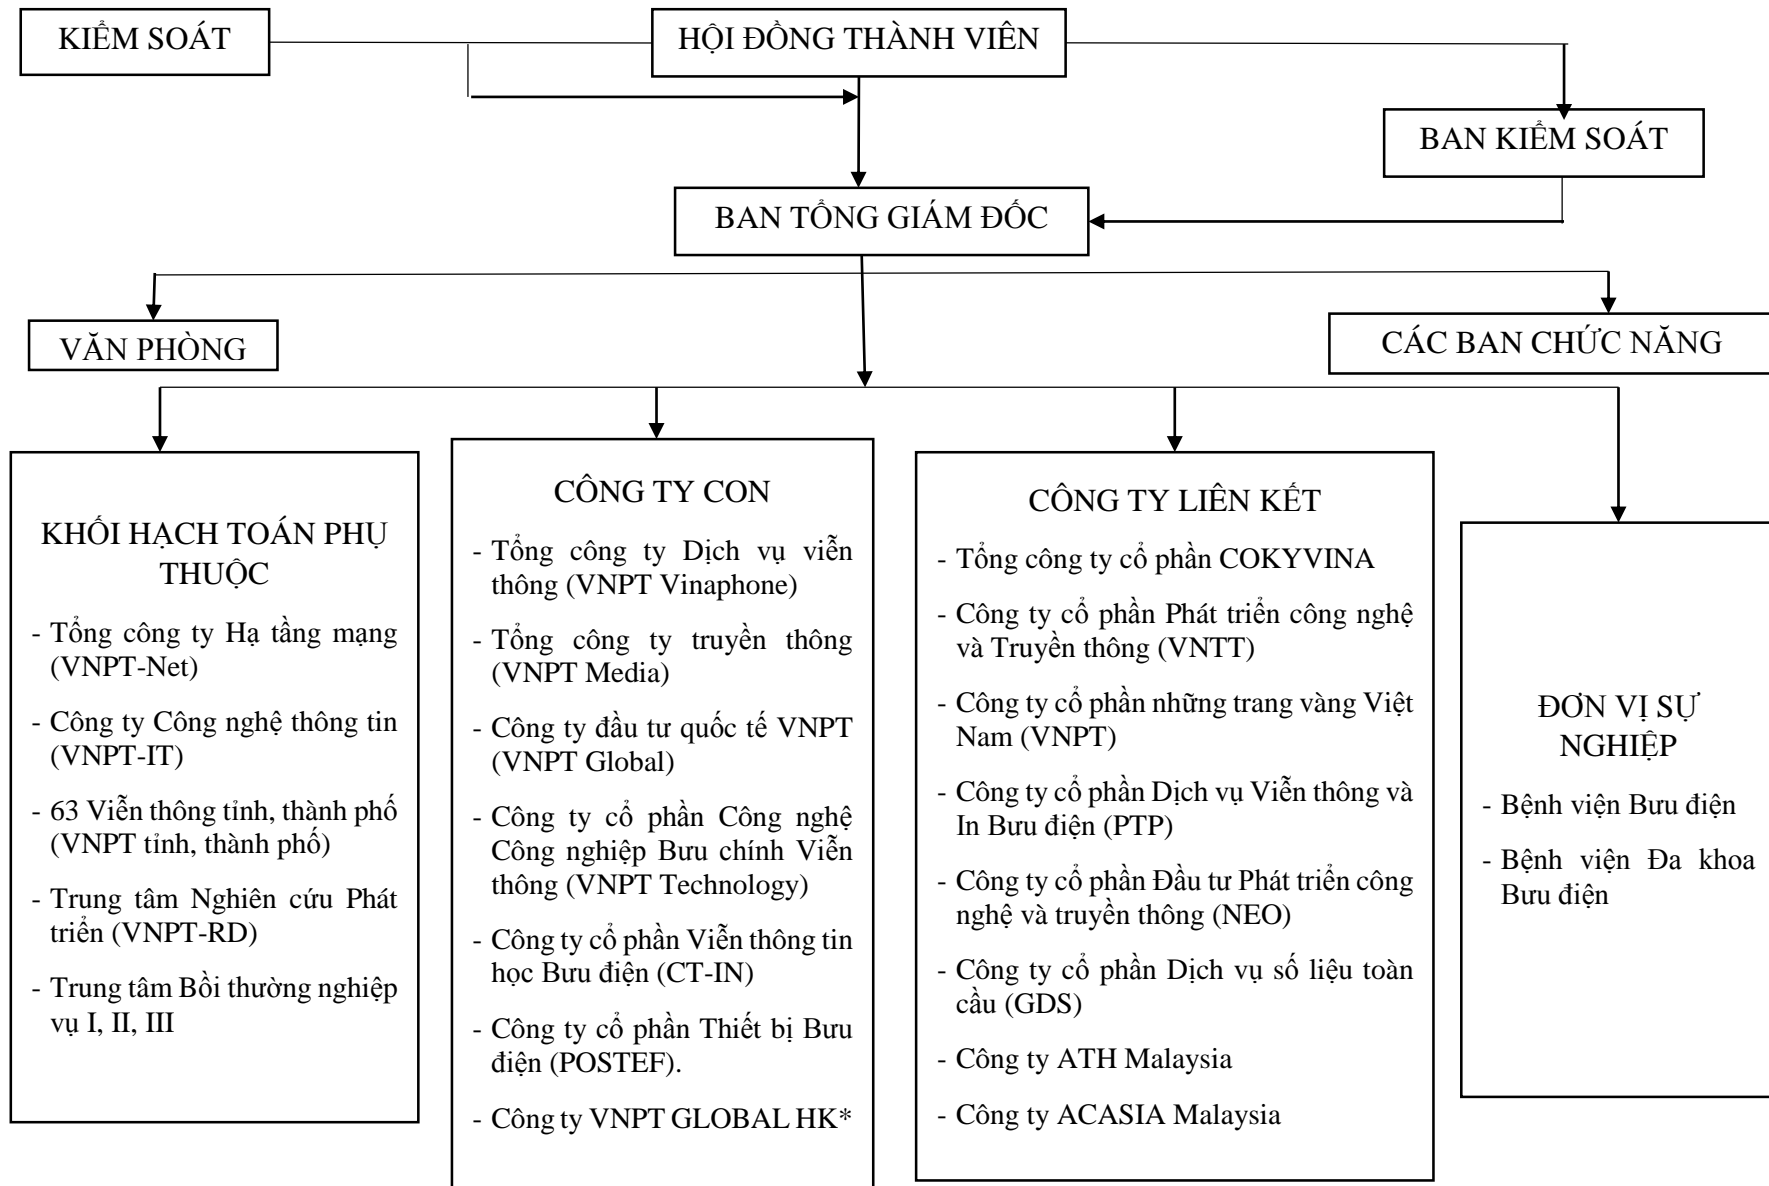 KIỂM SOÁT
HỘI ĐỒNG THÀNH VIÊN
BAN KIỂM SOÁT
BAN TỔNG GIÁM ĐỐC
VĂN PHÒNG
CÁC BAN CHỨC NĂNG
KHỐI HẠCH TOÁN PHỤ
THUỘC
- Tổng công ty Hạ tầng mạng
(VNPT-Net)
- Công ty Công nghệ thông tin
(VNPT-IT)
- 63 Viễn thông tỉnh, thành phố
(VNPT tỉnh, thành phố)
- Trung tâm Nghiên cứu Phát
triển (VNPT-RD)
- Trung tâm Bồi thường nghiệp
vụ I, II, III
CÔNG TY CON
- Tổng công ty Dịch vụ viễn
thông (VNPT Vinaphone)
- Tổng công ty truyền thông
(VNPT Media)
- Công ty đầu tư quốc tế VNPT
(VNPT Global)
- Công ty cổ phần Công nghệ
Công nghiệp Bưu chính Viễn
thông (VNPT Technology)
- Công ty cổ phần Viễn thông tin
học Bưu điện (CT-IN)
- Công ty cổ phần Thiết bị Bưu
điện (POSTEF).
- Công ty VNPT GLOBAL HK*
CÔNG TY LIÊN KẾT
- Tổng công ty cổ phần COKYVINA
- Công ty cổ phần Phát triển công nghệ
và Truyền thông (VNTT)
- Công ty cổ phần những trang vàng Việt
Nam (VNPT)
- Công ty cổ phần Dịch vụ Viễn thông và
In Bưu điện (PTP)
- Công ty cổ phần Đầu tư Phát triển công
nghệ và truyền thông (NEO)
- Công ty cổ phần Dịch vụ số liệu toàn
cầu (GDS)
- Công ty ATH Malaysia
- Công ty ACASIA Malaysia
ĐƠN VỊ SỰ
NGHIỆP
- Bệnh viện Bưu điện
- Bệnh viện Đa khoa
Bưu điện